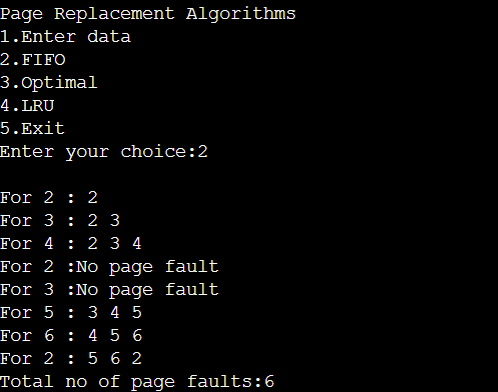 Page Replacement Algorithms
1.Enter data
2.FIFO
3.Optimal
4.LRU
5.Exit
Enter your choice:2
For 2 : 2
For 3 : 2 3
For 4 : 2 3 4
For 2 :No page fault
For 3 :No page fault
For 5 : 3 4 5
For 6 : 4 5 6
For 2 : 5 6 2
Total no of page faults:6